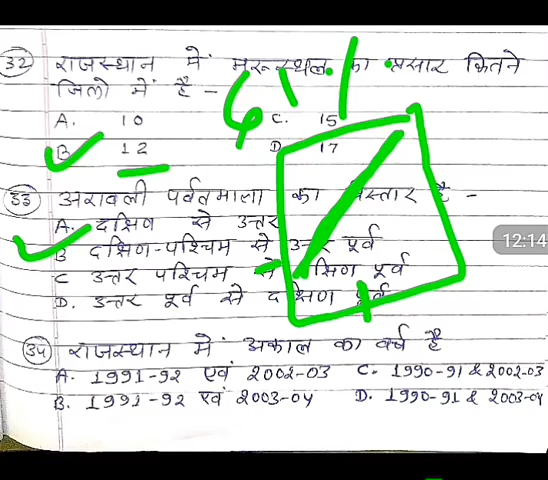 32 राजस्थान में मरुस्थल का प्रसार कितने
जिलो में है -
A. 10 C. 15
B 12 D. 17
33 अरावली पर्वतमाला का विस्तार है -
A. दक्षिण से उत्तर
B दक्षिण-पश्चिम से उत्तर पूर्व
C उत्तर पश्चिम से दक्षिण पूर्व
D. उत्तर पूर्व से दक्षिण पूर्व
12:14
34 राजस्थान में अकाल का वर्ष है
A. 1991-92 एवं 2002-03 C. 1990-91 & 2002-03
B. 1991-92 एवं 2003-04 D. 1990-91 & 2003-04